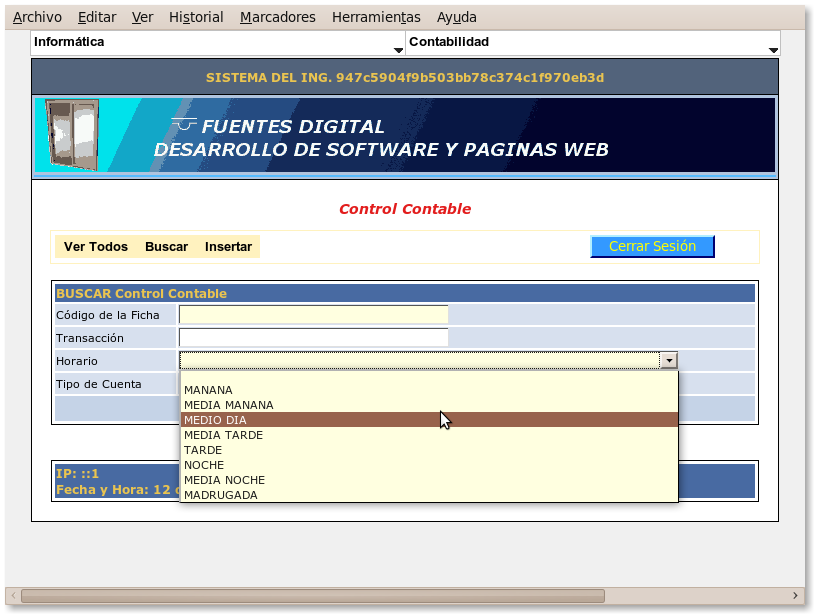 Archivo Editar Ver Historial Marcadores Herramientas Ayuda
Informática Contabilidad
SISTEMA DEL ING. 947c5904f9b503bb78c374c1f970eb3d
FUENTES DIGITAL
DESARROLLO DE SOFTWARE Y PAGINAS WEB
Control Contable
Ver Todos Buscar Insertar Cerrar Sesión
BUSCAR Control Contable
Código de la Ficha
Transacción
Horario
Tipo de Cuenta
MANANA
MEDIA MANANA
MEDIO DIA
MEDIA TARDE
TARDE
NOCHE
MEDIA NOCHE
MADRUGADA
IP: ::1
Fecha y Hora: 12